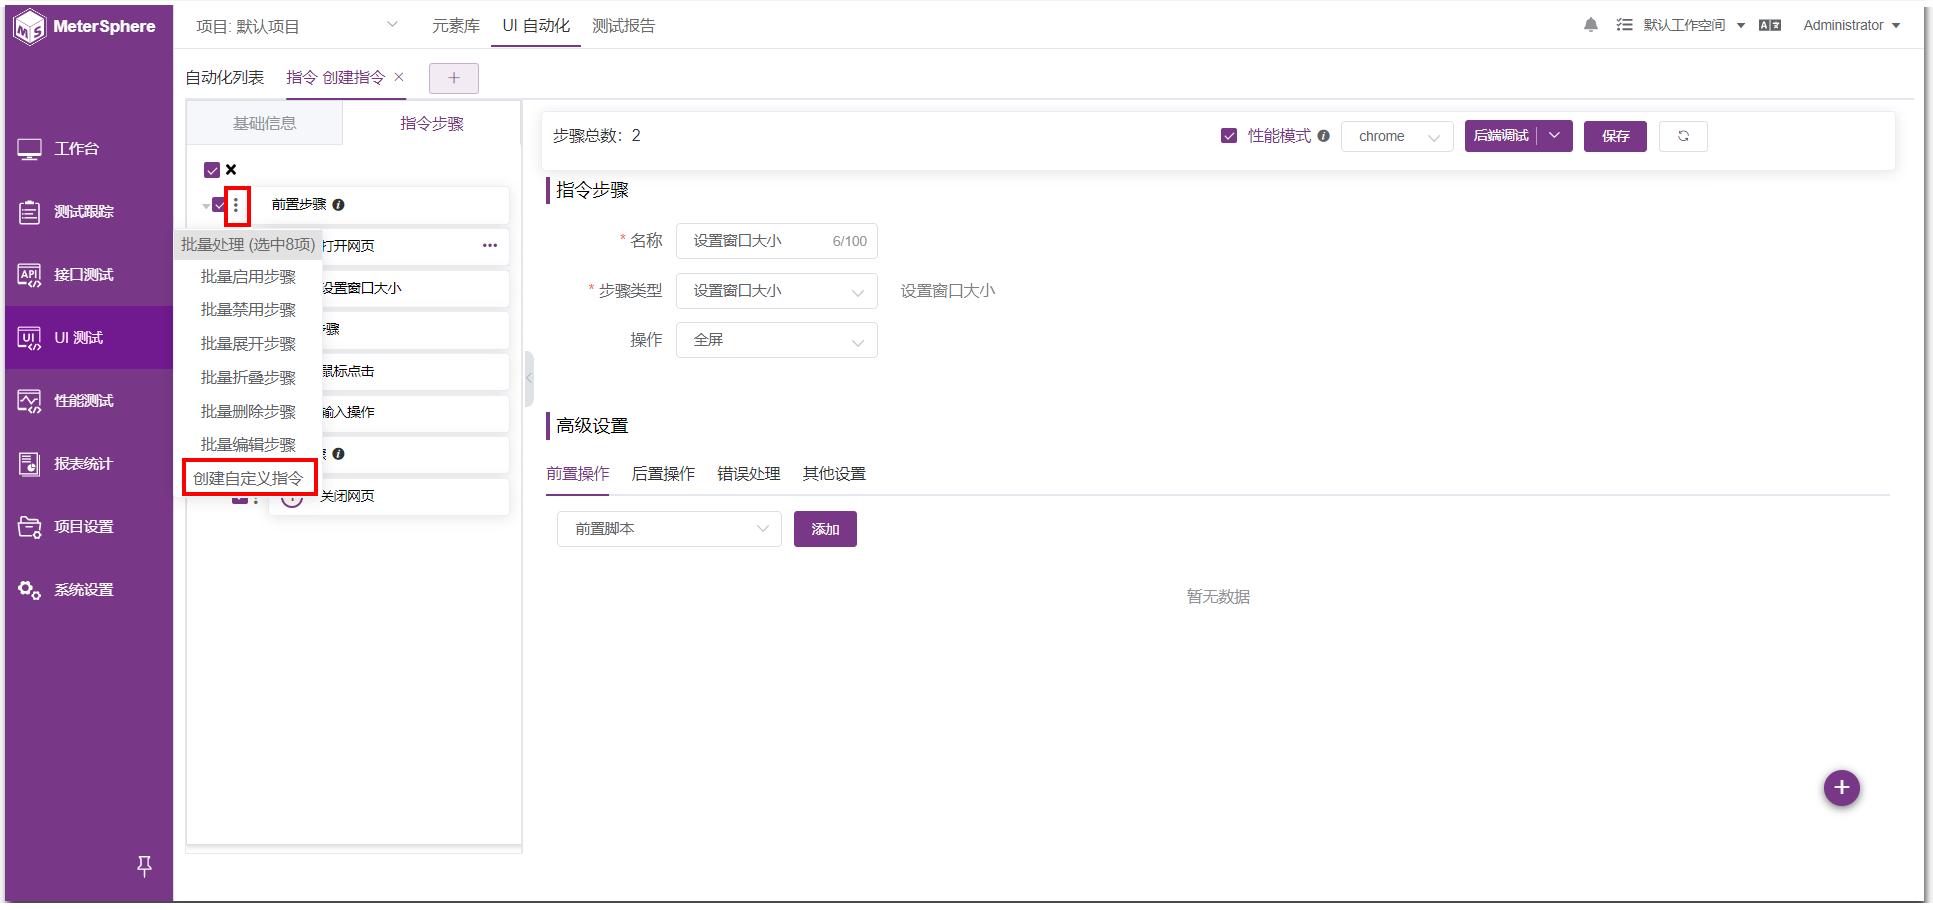 MeterSphere
项目: 默认项目
元素库
UI 自动化
测试报告
默认工作空间
Administrator
自动化列表
指令 创建指令
工作台
测试跟踪
接口测试
UI 测试
性能测试
报表统计
项目设置
系统设置
基础信息
指令步骤
前置步骤
打开网页
批量处理 (选中8项)
批量启用步骤
设置窗口大小
批量禁用步骤
步骤
批量展开步骤
鼠标点击
批量折叠步骤
输入操作
批量删除步骤
批量编辑步骤
创建自定义指令
关闭网页
步骤总数: 2
性能模式
chrome
后端调试
保存
指令步骤
* 名称
设置窗口大小
6/100
* 步骤类型
设置窗口大小
设置窗口大小
操作
全屏
高级设置
前置操作
后置操作
错误处理
其他设置
前置脚本
添加
暂无数据